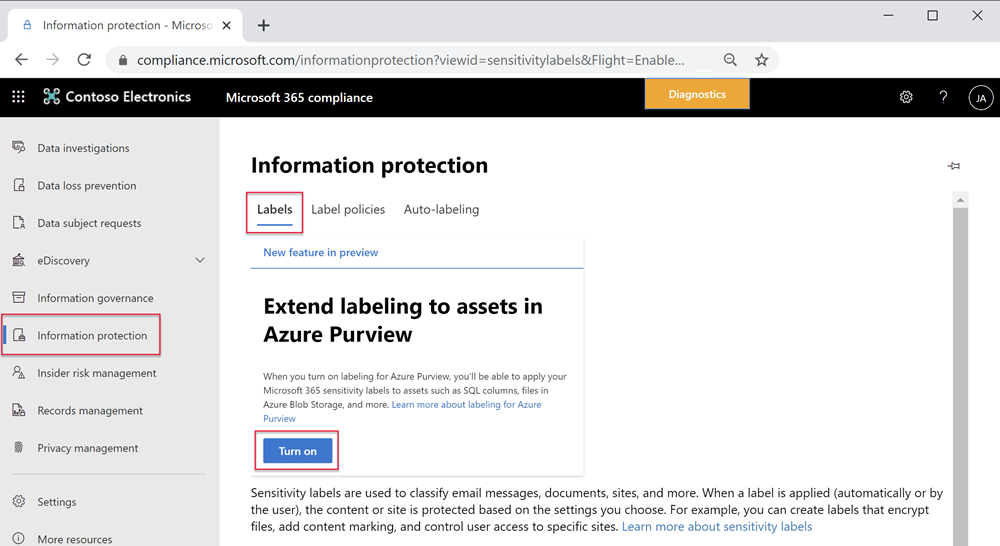 Information protection - Microso
compliance.microsoft.com/informationprotection?viewid=sensitivitylabels&Flight=Enable...
Contoso Electronics
Microsoft 365 compliance
Diagnostics
?
JA
Data investigations
Data loss prevention
Data subject requests
eDiscovery
Information governance
Information protection
Insider risk management
Records management
Privacy management
Settings
More resources
Information protection
Labels Label policies Auto-labeling
New feature in preview
Extend labeling to assets in
Azure Purview
When you turn on labeling for Azure Purview, you'll be able to apply your
Microsoft 365 sensitivity labels to assets such as SQL columns, files in
Azure Blob Storage, and more. Learn more about labeling for Azure
Purview
Turn on
Sensitivity labels are used to classify email messages, documents, sites, and more. When a label is applied (automatically or by
the user), the content or site is protected based on the settings you choose. For example, you can create labels that encrypt
files, add content marking, and control user access to specific sites. Learn more about sensitivity labels